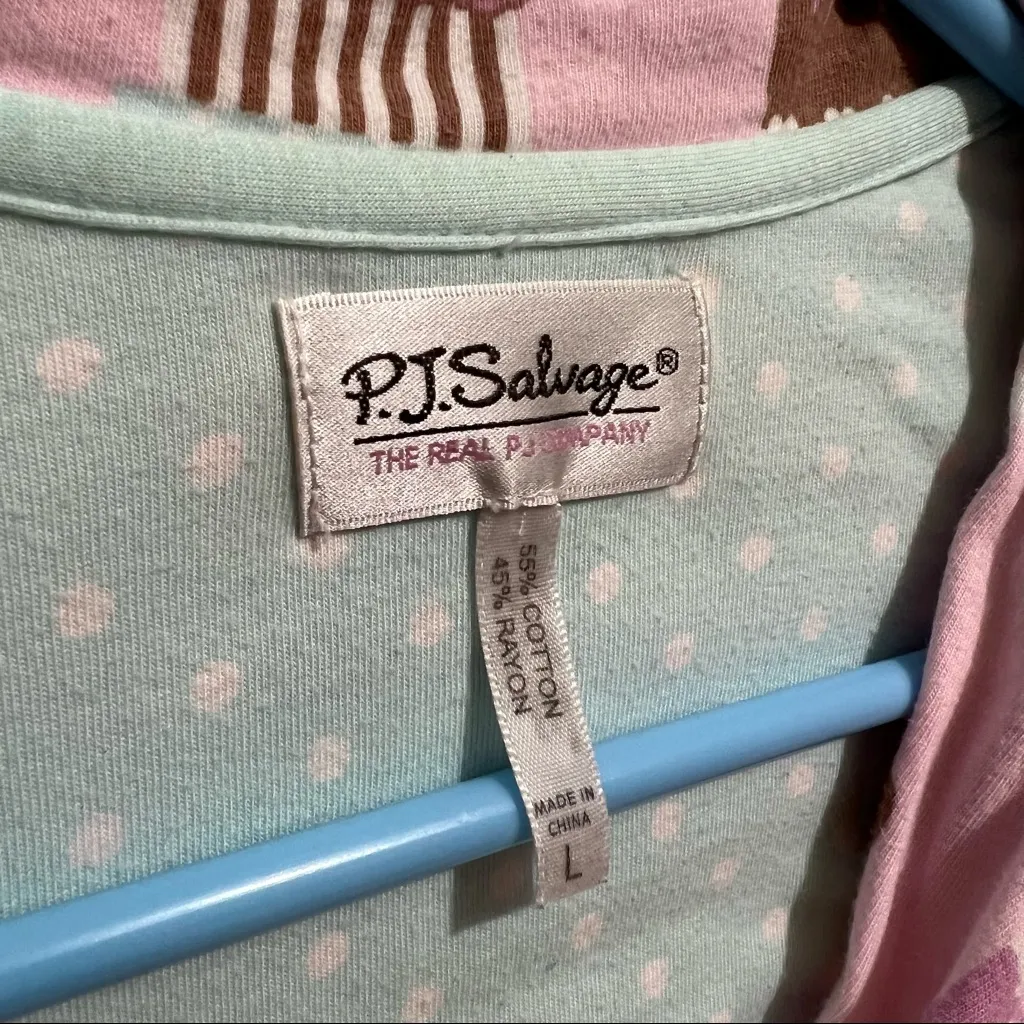 P.J.Salvage®
THE REAL PJ COMPANY
55% COTTON
45% RAYON
MADE IN
CHINA
L